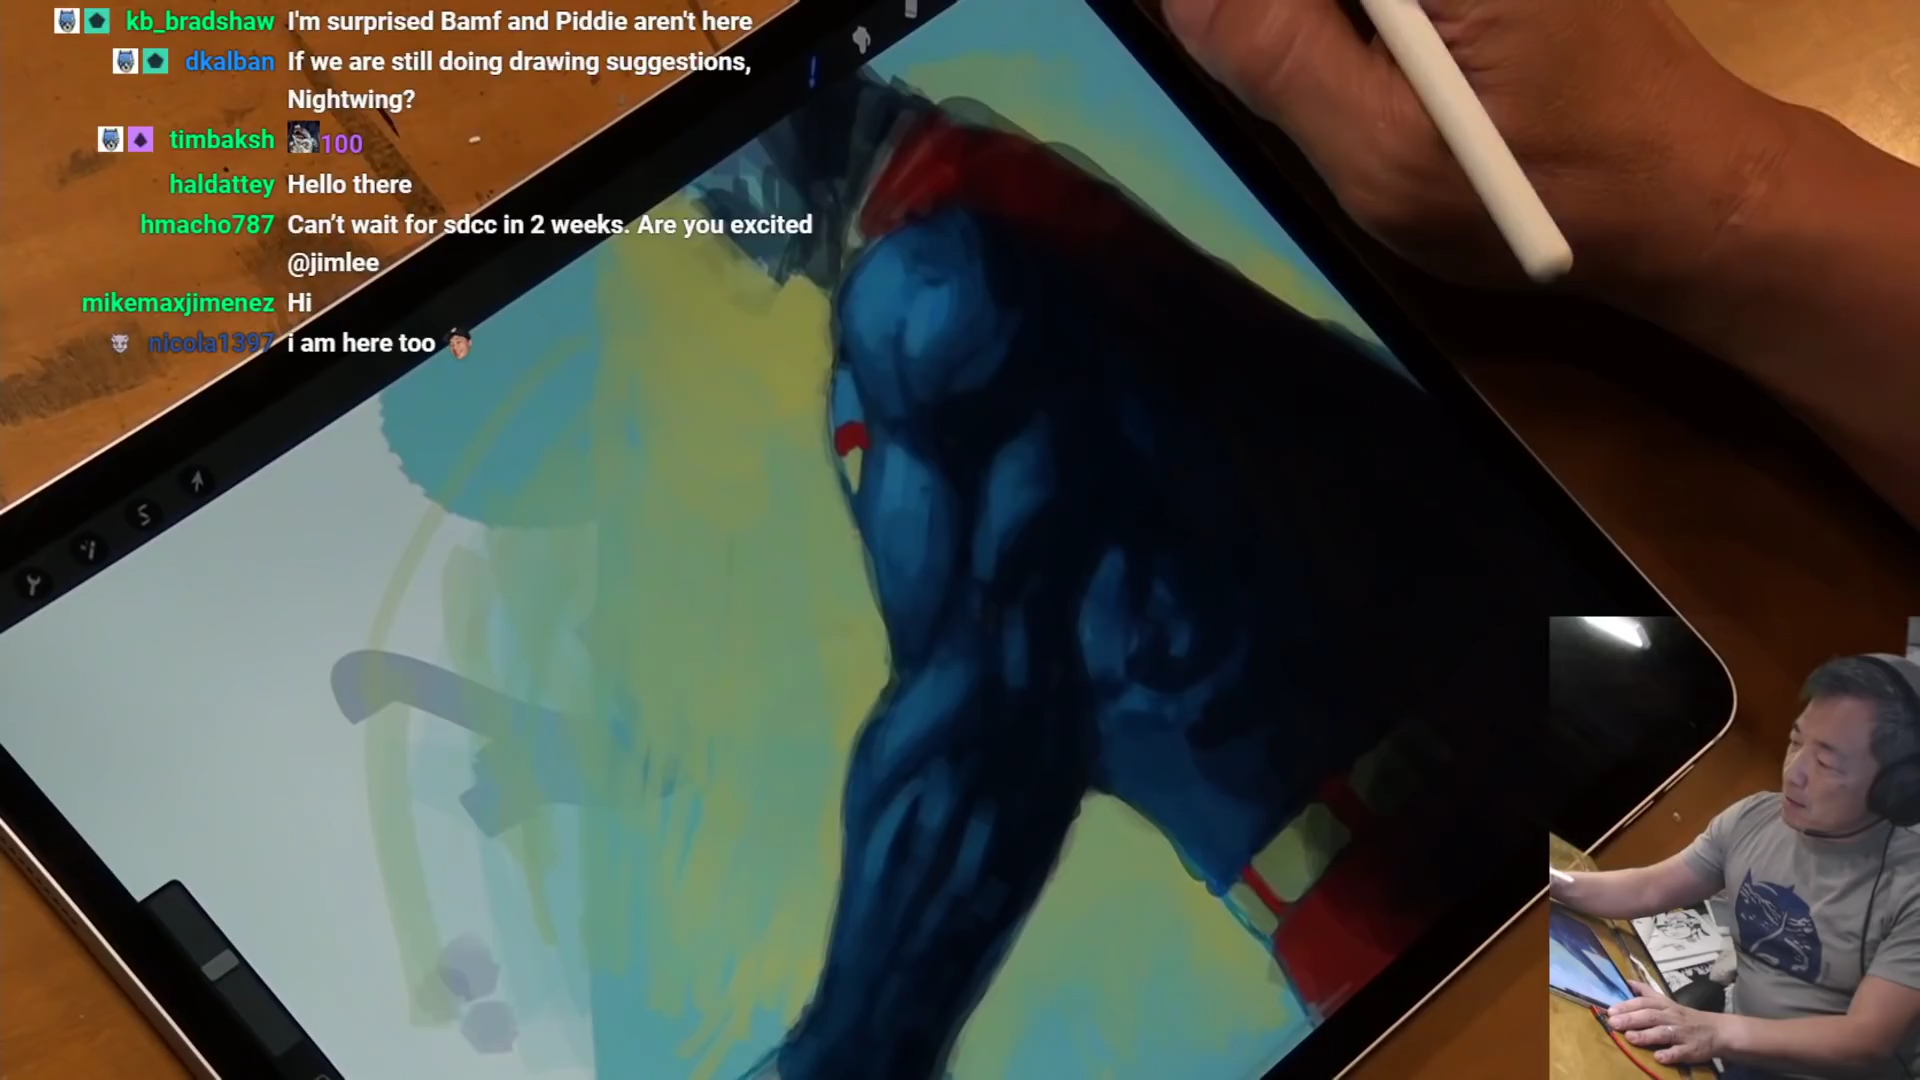 kb_bradshaw I'm surprised Bamf and Piddie aren't here
dkalban If we are still doing drawing suggestions,
Nightwing?
timbaksh 100
haldattey Hello there
hmacho787 Can’t wait for sdcc in 2 weeks. Are you excited
@jimlee
mikemaxjimenez Hi
nicola1397 i am here too